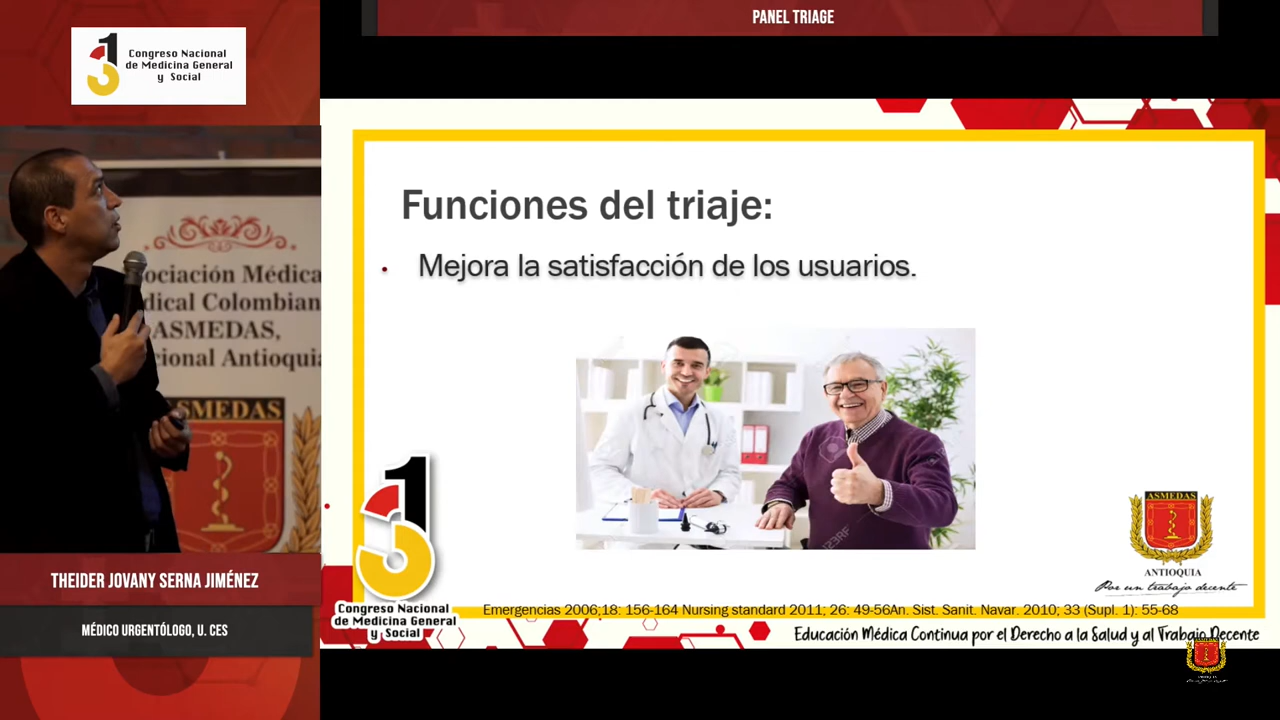 PANEL TRIAGE
Congreso Nacional
de Medicina General
y Social
ociación Médica
dical Colombian
ASMEDAS,
cional Antioquia
SMEDAS
THEIDER JOVANY SERNA JIMÉNEZ
MÉDICO URGENTÓLOGO, U. CES
Funciones del triaje:
• Mejora la satisfacción de los usuarios.
123RF
ASMEDAS
ANTIOQUIA
Por un trabajo decente
13
Congreso Nacional
de Medicina General
y Social
Emergencias 2006;18: 156-164 Nursing standard 2011; 26: 49-56An. Sist. Sanit. Navar. 2010; 33 (Supl. 1): 55-68
Educación Médica Continua por el Derecho a la Salud y al Trabajo Decente